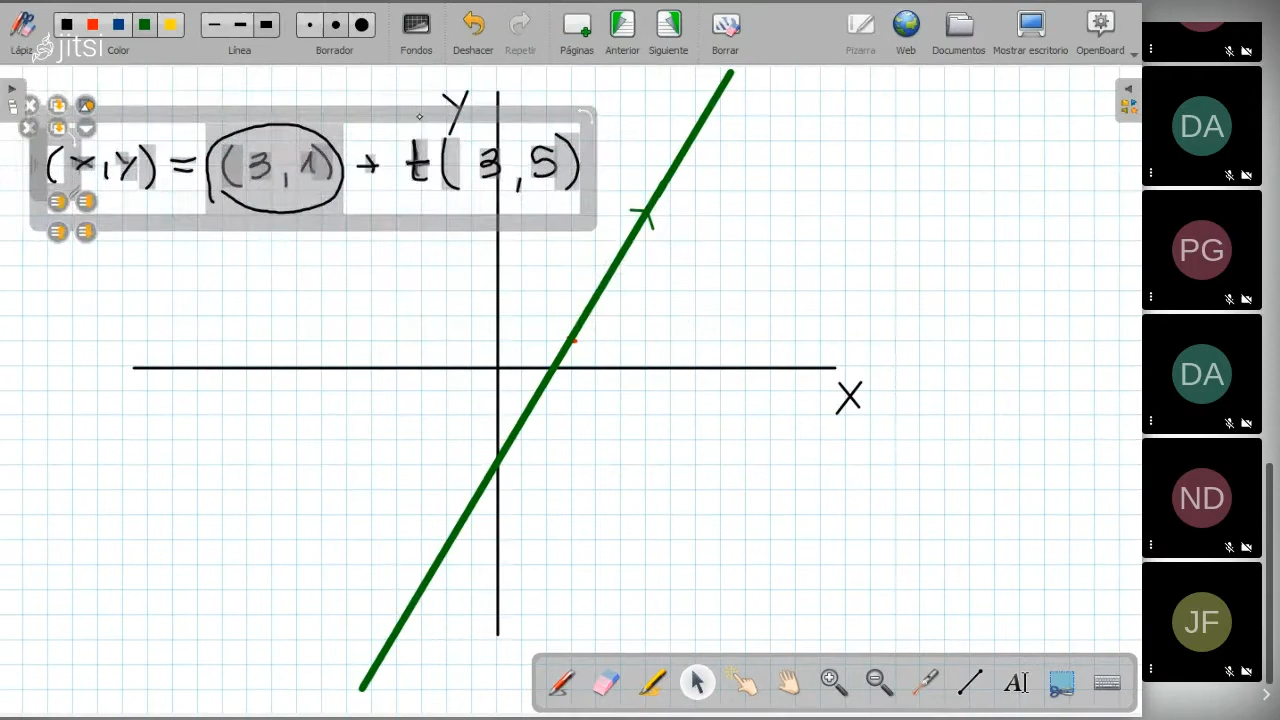 Lápiz Color Línea Borrador Fondos Deshacer Repetir Páginas Anterior Siguiente Borrar Pizarra Web Documentos Mostrar escritorio OpenBoard
jitsi
Y
(x,y) = (3,1) + t(3,5)
X
AI
DA
PG
DA
ND
JF